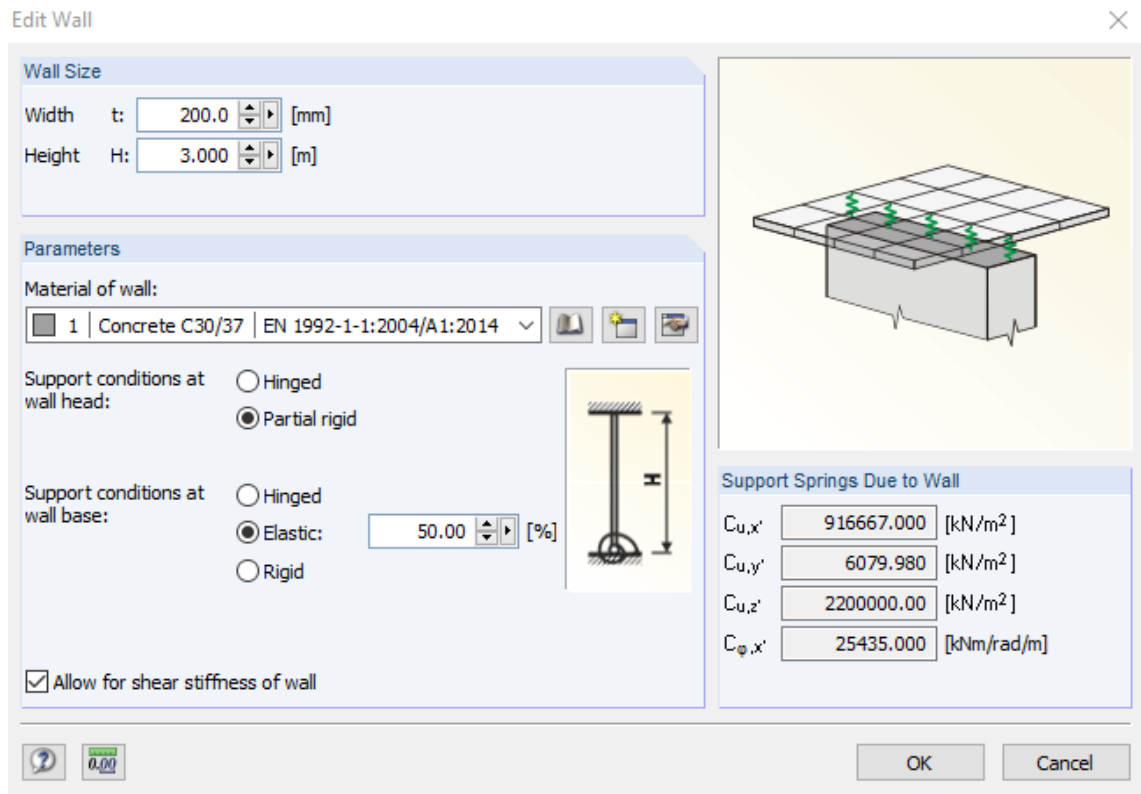 Edit Wall
Wall Size
Width t: 200.0 [mm]
Height H: 3.000 [m]
Parameters
Material of wall:
1 Concrete C30/37 EN 1992-1-1:2004/A1:2014
Support conditions at
wall head:
Hinged
Partial rigid
H
Support conditions at
wall base:
Hinged
Elastic: 50.00 [%]
Rigid
Allow for shear stiffness of wall
Support Springs Due to Wall
Cu,x' 916667.000 [kN/m²]
Cu,y' 6079.980 [kN/m²]
Cu,z' 2200000.00 [kN/m²]
Cφ,x' 25435.000 [kNm/rad/m]
?
0.00
OK
Cancel